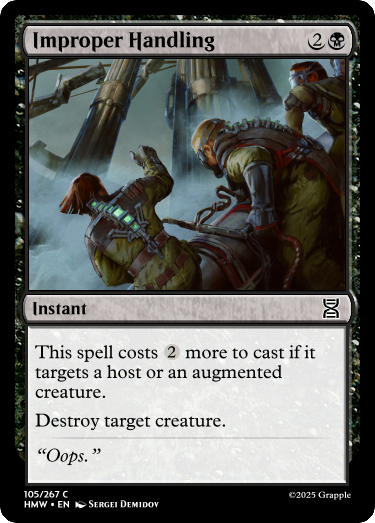 Improper Handling 2
Instant
This spell costs 2 more to cast if it
targets a host or an augmented
creature.
Destroy target creature.
“Oops.”
105/267 C
HMW • EN Sergei Demidov
©2025 Grapple